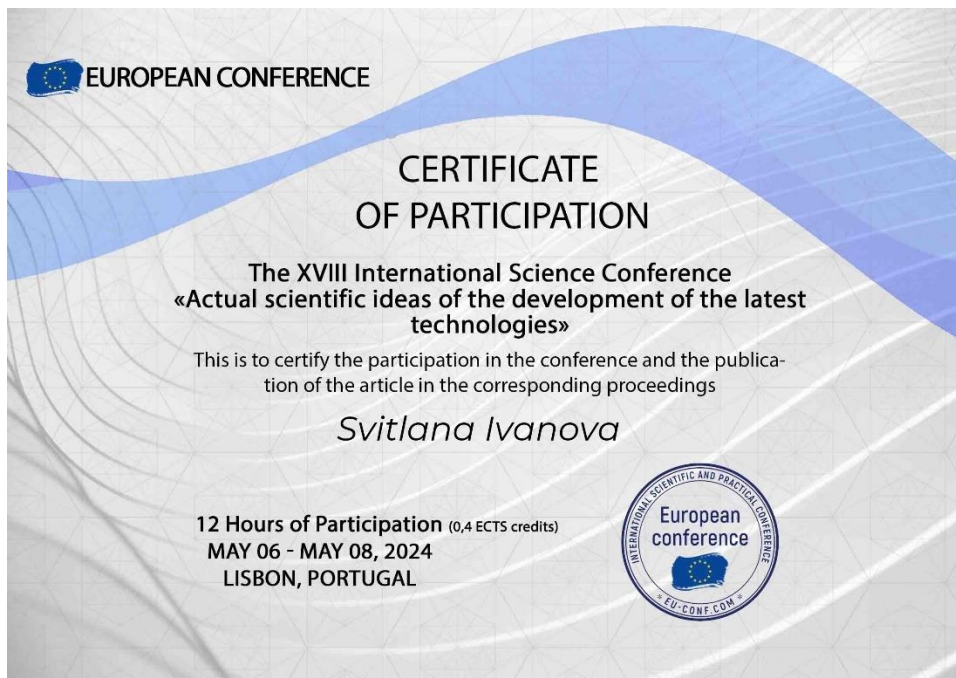 EUROPEAN CONFERENCE
CERTIFICATE
OF PARTICIPATION
The XVIII International Science Conference
«Actual scientific ideas of the development of the latest
technologies»
This is to certify the participation in the conference and the publica-
tion of the article in the corresponding proceedings
Svitlana Ivanova
12 Hours of Participation (0,4 ECTS credits)
MAY 06 - MAY 08, 2024
LISBON, PORTUGAL
INTERNATIONAL SCIENTIFIC AND PRACTICAL CONFERENCE
European
conference
* EU-CONF.COM *